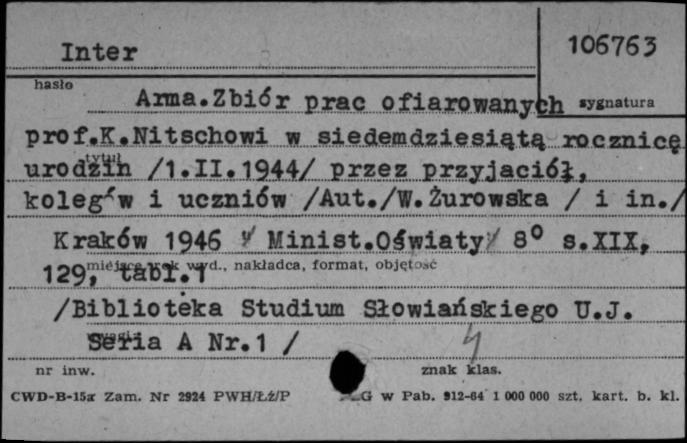 Inter
106763
hasło
Arma.Zbiór prac ofiarowanych sygnatura
prof.K.Nitschowi w siedemdziesiątą rocznicę
tytuł
urodzin /1.II.1944/ przez przyjaciół,
kolegów i uczniów /Aut./W.Żurowska / i in./
Kraków 1946 / Minist.Oświaty/ 8° s.XIX,
miejsce, rok wyd., nakładca, format, objętość
129, tabl.1
/Biblioteka Studium Słowiańskiego U.J.
Seria A Nr.1 /
nr inw.
znak klas.
CWD-B-15a Zam. Nr 2924 PWH/Łż/P
G w Pab. 912-64 1 000 000 szt. kart. b. kl.